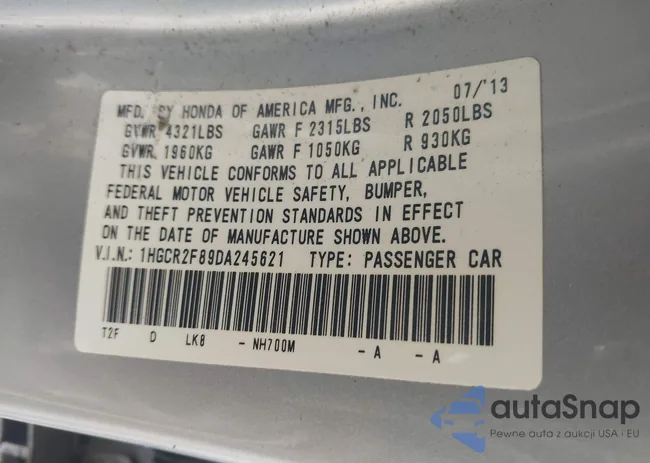 MFD. BY HONDA OF AMERICA MFG., INC. 07/'13
GVWR 4321LBS GAWR F 2315LBS R 2050LBS
GVWR 1960KG GAWR F 1050KG R 930KG
THIS VEHICLE CONFORMS TO ALL APPLICABLE
FEDERAL MOTOR VEHICLE SAFETY, BUMPER,
AND THEFT PREVENTION STANDARDS IN EFFECT
ON THE DATE OF MANUFACTURE SHOWN ABOVE.
V.I.N.: 1HGCR2F89DA245621 TYPE: PASSENGER CAR
T2F D LK8 - NH700M - A - A
autaSnap
Pewne auta z aukcji USA i EU